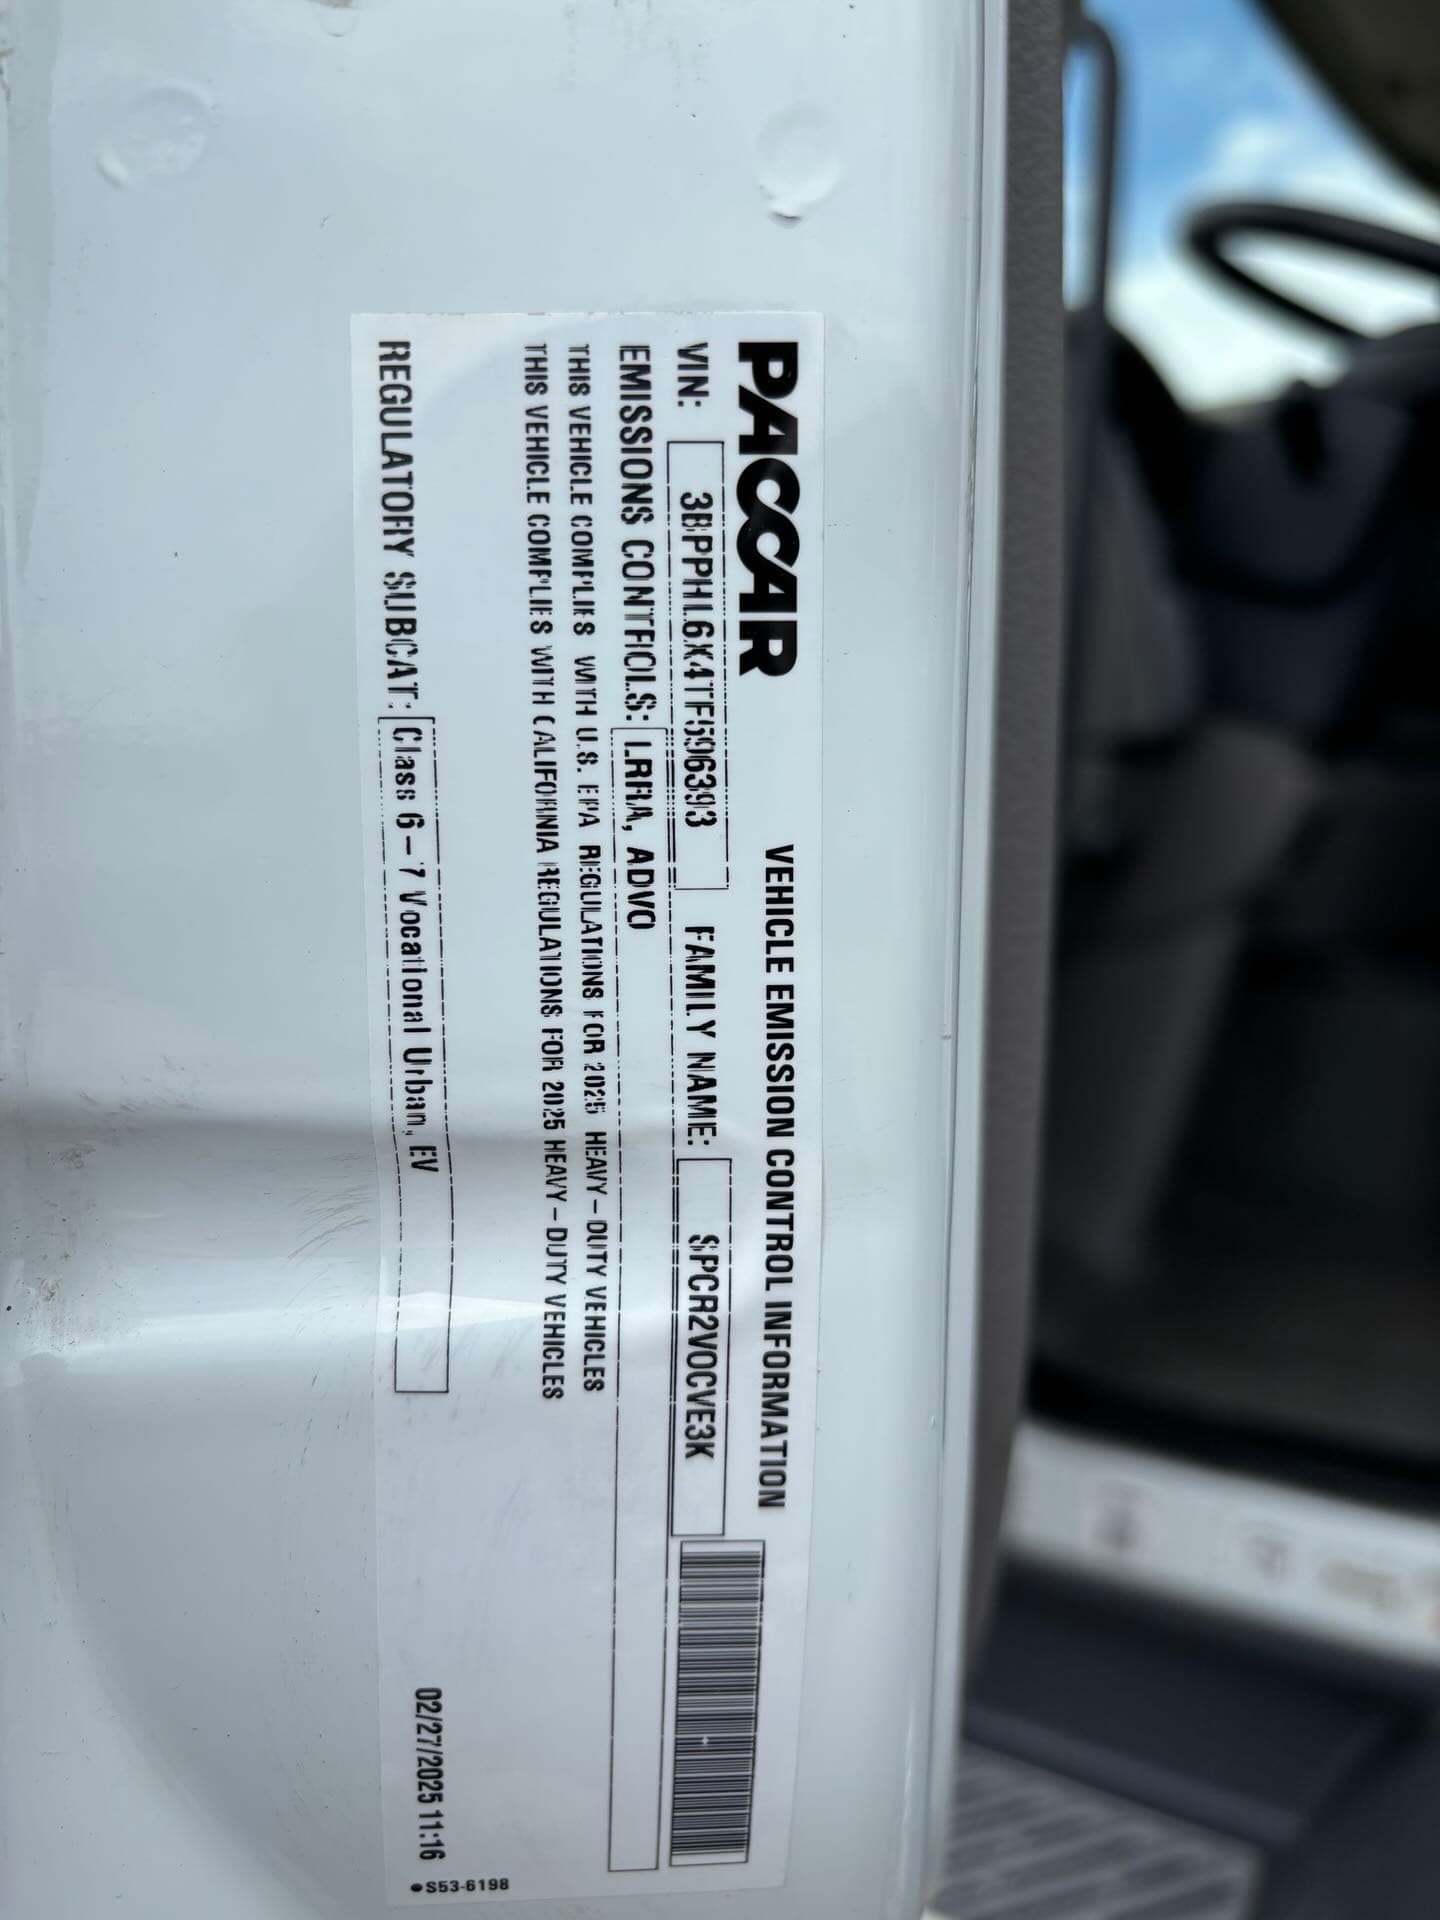 PACCAR
VEHICLE EMISSION CONTROL INFORMATION
VIN: 3BPPHL6X4TF596393 FAMILY NAME: SPCR2VOCVE3K
EMISSIONS CONTROLS: LRRA, ADVO
THIS VEHICLE COMPLIES WITH U.S. EPA REGULATIONS FOR 2025 HEAVY-DUTY VEHICLES
THIS VEHICLE COMPLIES WITH CALIFORNIA REGULATIONS FOR 2025 HEAVY-DUTY VEHICLES
REGULATORY SUBCAT: Class 6-7 Vocational Urban, EV
02/27/2025 11:16
S53-6198